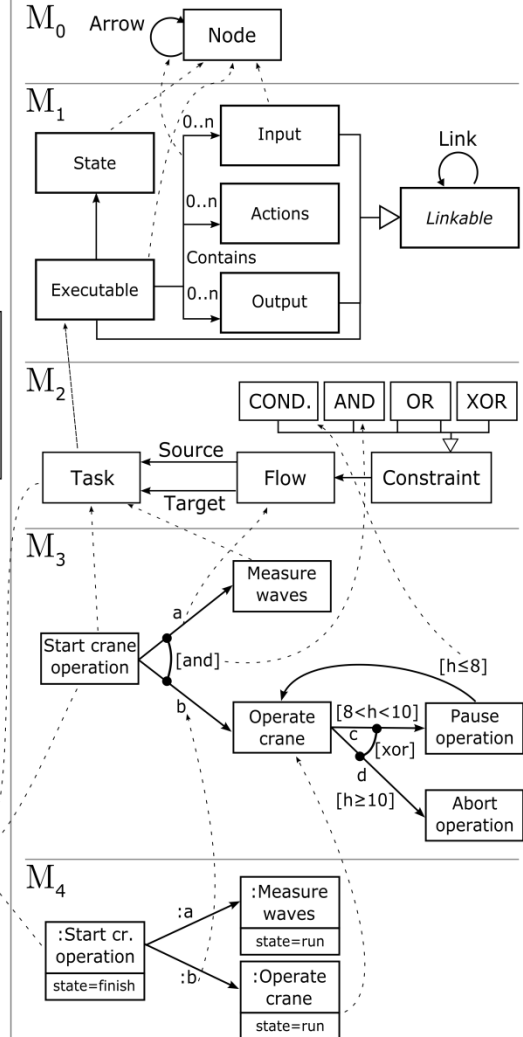 M0
Arrow
Node
M1
State
Executable
0..n
0..n
Contains
0..n
Input
Actions
Output
Link
Linkable
M2
COND.
AND
OR
XOR
Task
Source
Target
Flow
Constraint
M3
Start crane
operation
a
[and]
b
Measure
waves
Operate
crane
[h≤8]
[8<h<10]
c
[xor]
d
[h≥10]
Pause
operation
Abort
operation
M4
:Start cr.
operation
state=finish
:a
:b
:Measure
waves
state=run
:Operate
crane
state=run